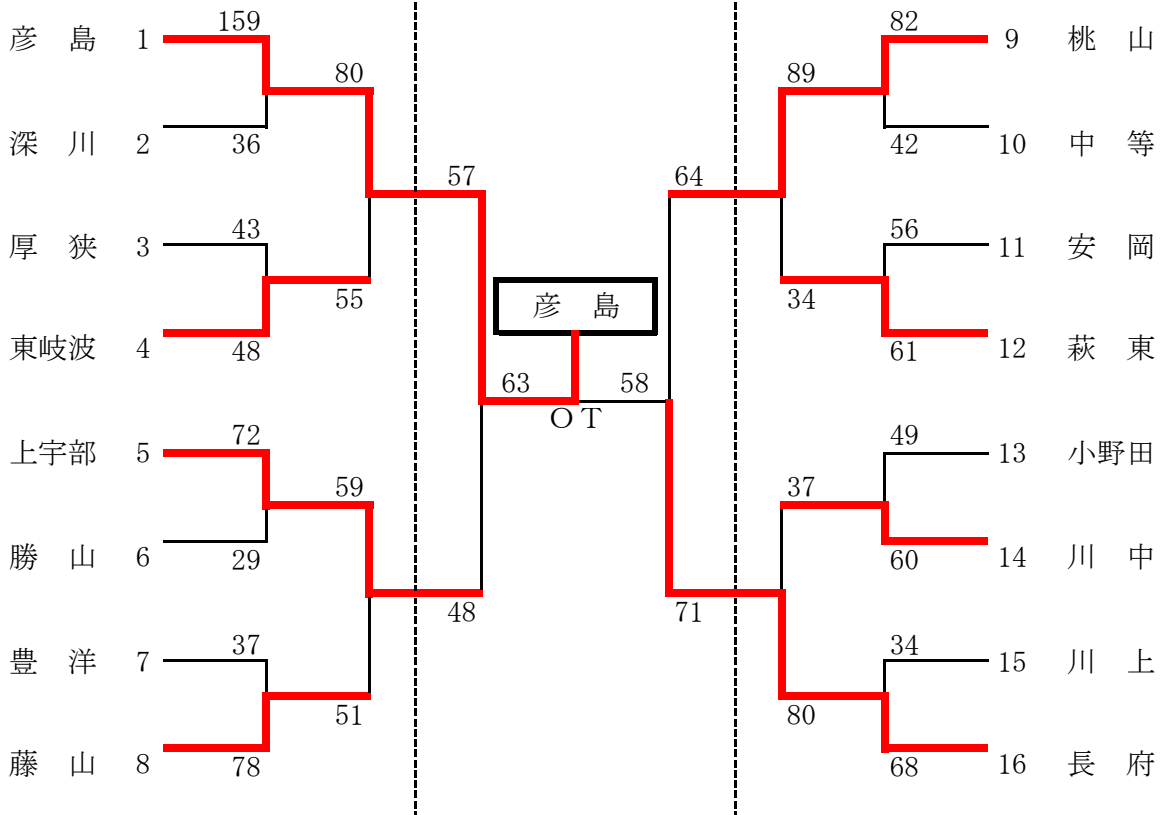 159
彦 島 1
80
深 川 2
36
57
厚 狭 3
43
55
東岐波 4
48
上宇部 5
72
59
勝 山 6
29
48
豊 洋 7
37
51
藤 山 8
78
彦 島
63
58
OT
82
9 桃 山
89
10 中 等
42
64
56
11 安 岡
34
12 萩 東
61
49
13 小野田
37
14 川 中
60
71
34
15 川 上
80
16 長 府
68